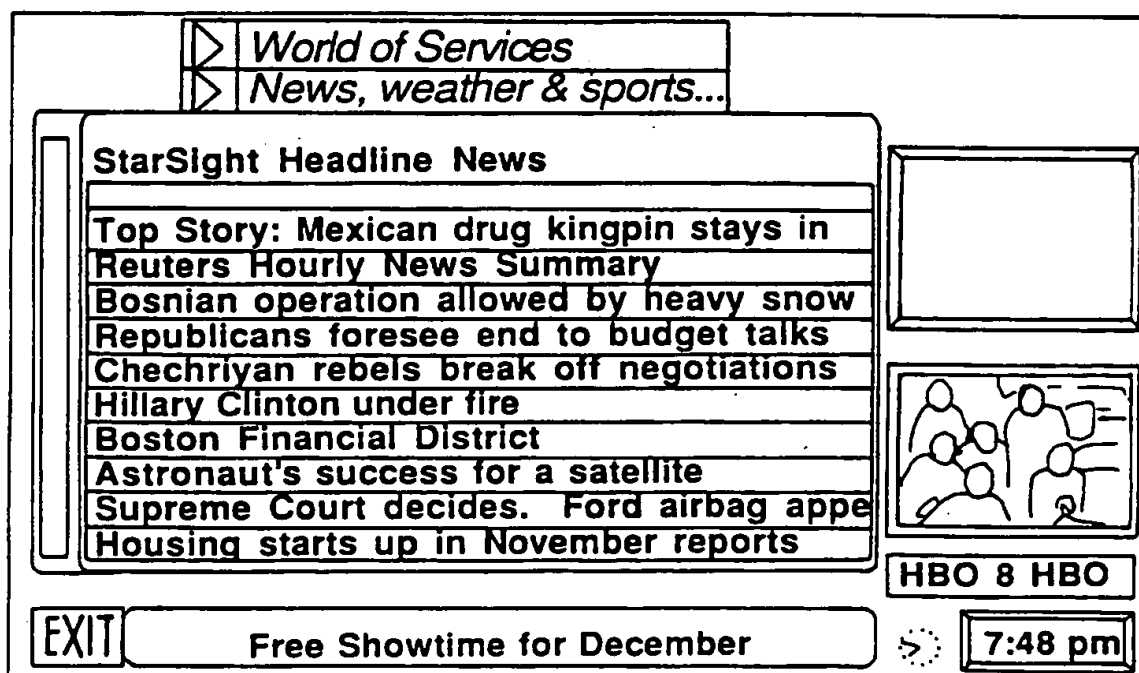 World of Services
News, weather & sports...
StarSight Headline News
Top Story: Mexican drug kingpin stays in
Reuters Hourly News Summary
Bosnian operation allowed by heavy snow
Republicans foresee end to budget talks
Chechriyan rebels break off negotiations
Hillary Clinton under fire
Boston Financial District
Astronaut's success for a satellite
Supreme Court decides.  Ford airbag appe
Housing starts up in November reports
HBO 8 HBO
EXIT
Free Showtime for December
7:48 pm